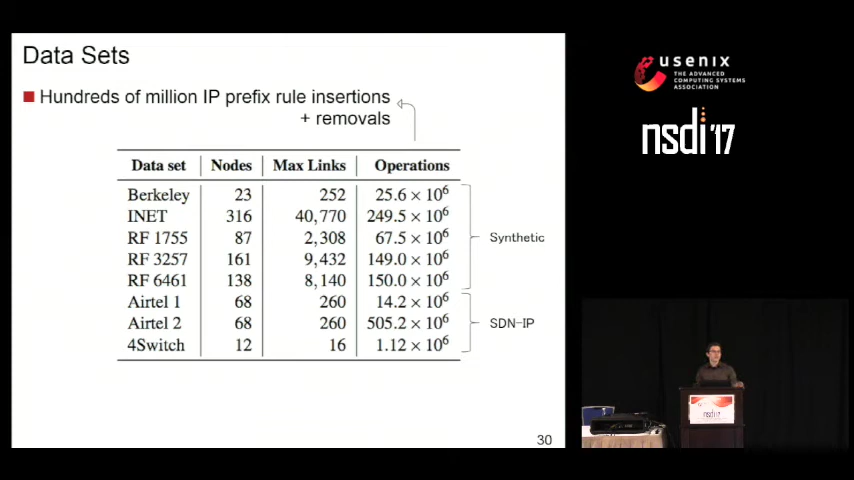 Data Sets
Hundreds of million IP prefix rule insertions
+ removals
Data set Nodes Max Links Operations
Berkeley 23 252 25.6 × 10⁶
INET 316 40,770 249.5 × 10⁶
RF 1755 87 2,308 67.5 × 10⁶
RF 3257 161 9,432 149.0 × 10⁶
RF 6461 138 8,140 150.0 × 10⁶
Airtel 1 68 260 14.2 × 10⁶
Airtel 2 68 260 505.2 × 10⁶
4Switch 12 16 1.12 × 10⁶
Synthetic
SDN-IP
30
usenix
THE ADVANCED
COMPUTING SYSTEMS
ASSOCIATION
nsdi '17
nsdi'17